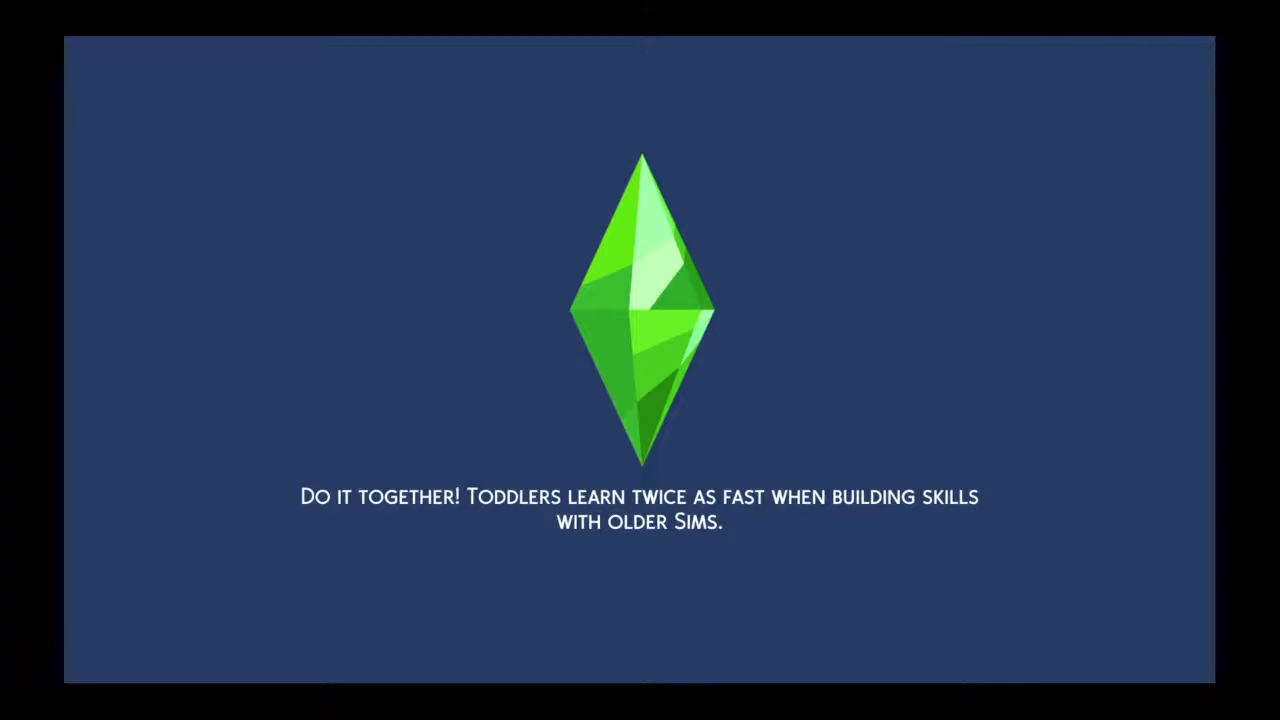 Do it together! Toddlers learn twice as fast when building skills
with older Sims.